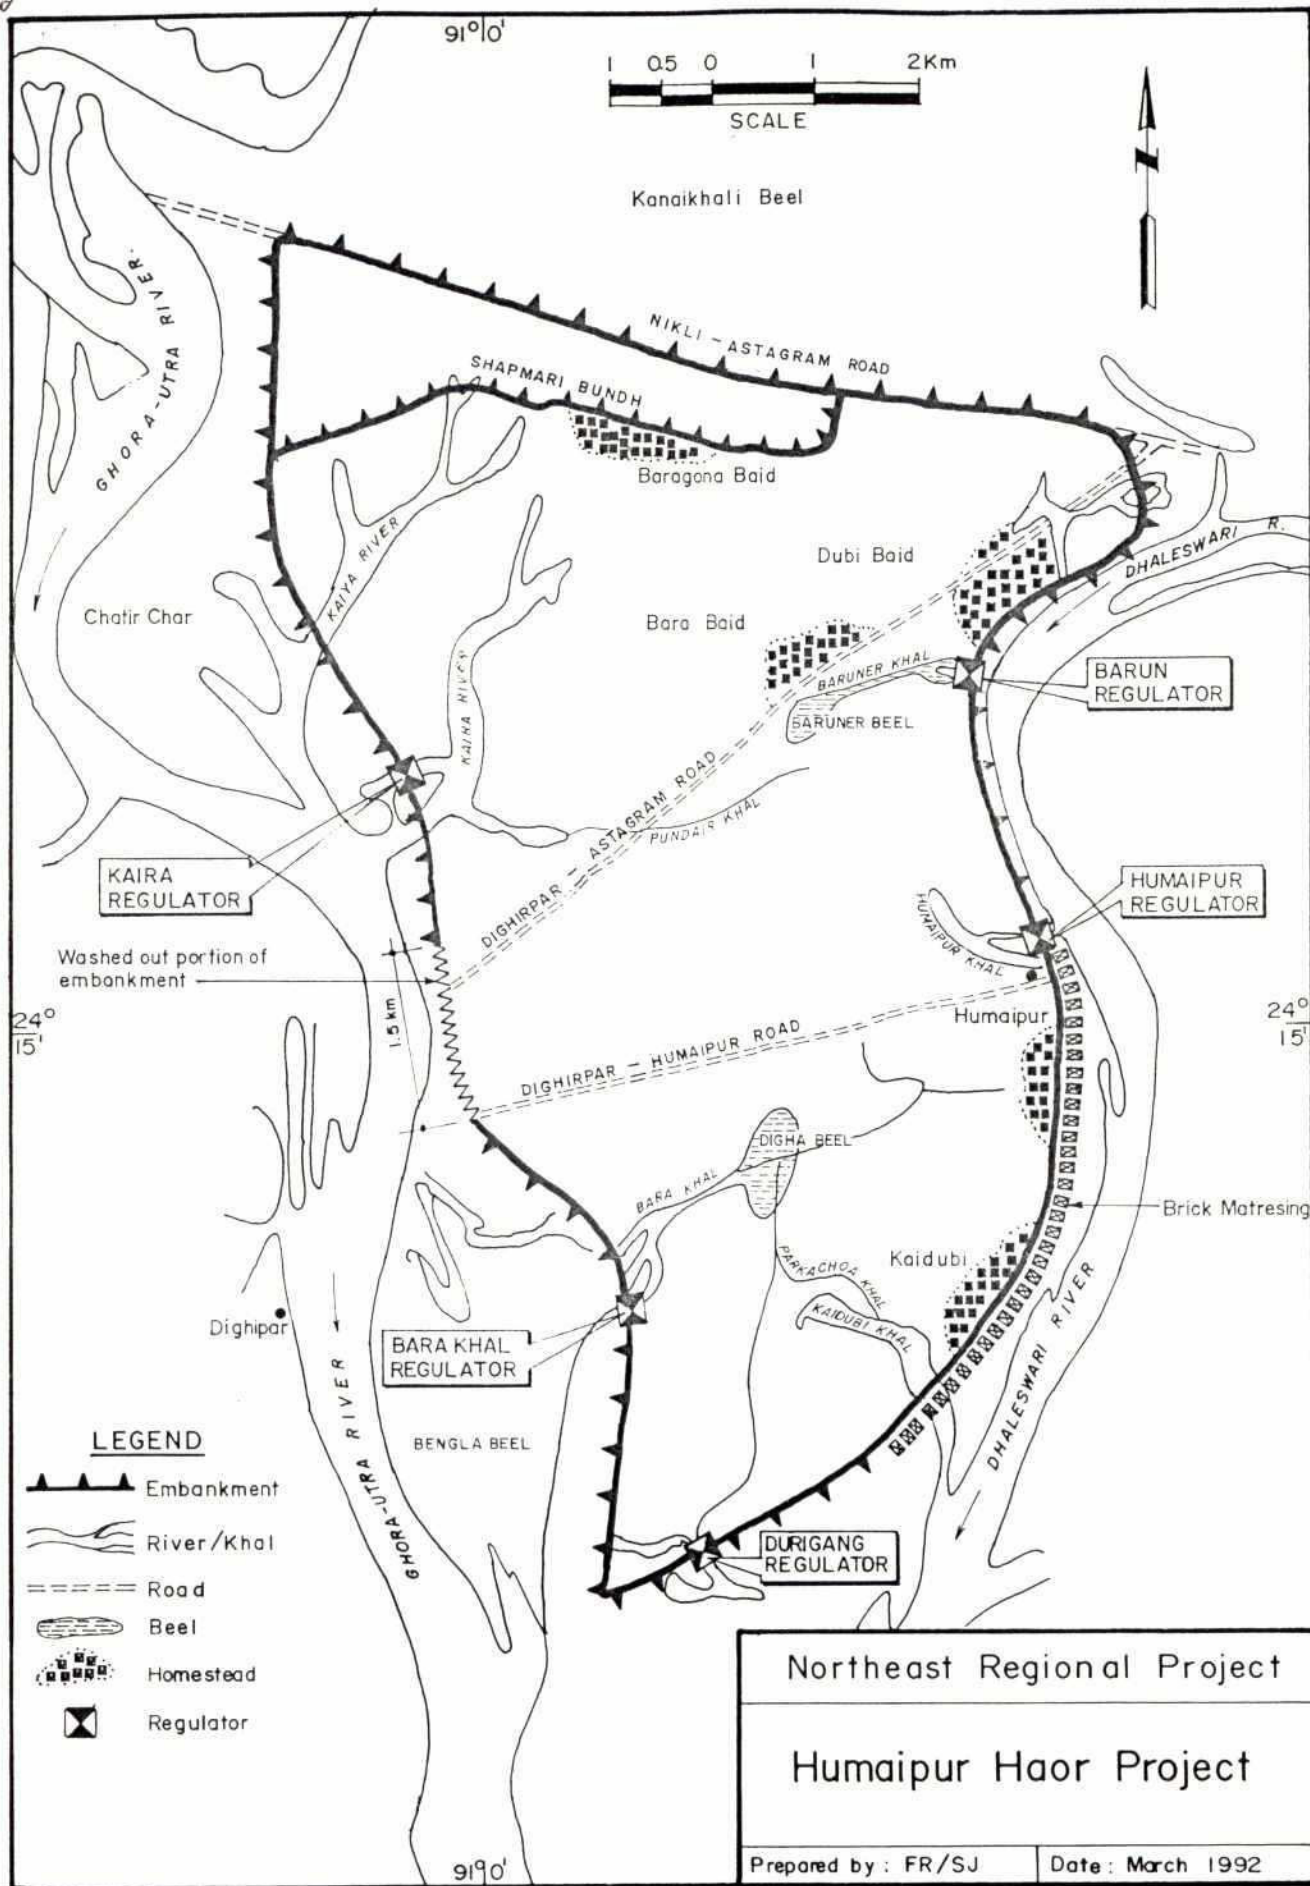 91°0'
1 0.5 0 1 2Km
SCALE
N
Kanaikhali Beel
GHORA-UTRA RIVER.
NIKLI - ASTAGRAM ROAD
SHAPMARI BUNDH
Baragona Baid
DHALESWARI R.
Dubi Baid
KAIYA RIVER
Chatir Char
Bara Baid
KAIRA RIVER
BARUNER KHAL
BARUN
REGULATOR
BARUNER BEEL
DIGHIRPAR - ASTAGRAM ROAD
PUNDAIR KHAL
KAIRA
REGULATOR
HUMAIPUR
REGULATOR
HUMAIPUR KHAL
Washed out portion of
embankment
1.5 km
Humaipur
24°
15'
24°
15'
DIGHIRPAR - HUMAIPUR ROAD
DIGHA BEEL
BARA KHAL
Brick Matresing
PARKACHOA KHAL
Kaidubi
KAIDUBI KHAL
Dighipar
DHALESWARI RIVER
BARA KHAL
REGULATOR
GHORA-UTRA RIVER
BENGLA BEEL
LEGEND
Embankment
River/Khal
Road
Beel
Homestead
Regulator
DURIGANG
REGULATOR
Northeast Regional Project
Humaipur Haor Project
Prepared by : FR/SJ
Date : March 1992
91°0'